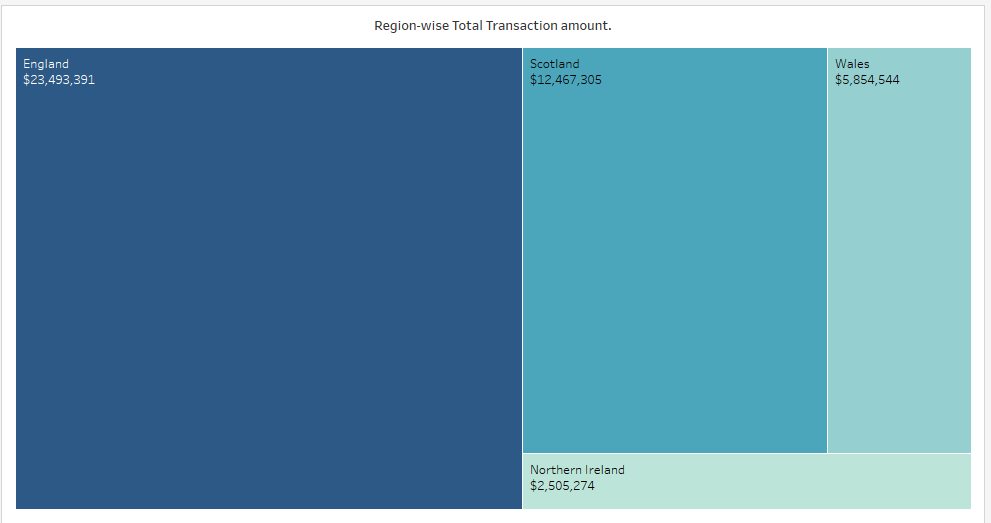 Region-wise Total Transaction amount.
England
$23,493,391
Scotland
$12,467,305
Wales
$5,854,544
Northern Ireland
$2,505,274